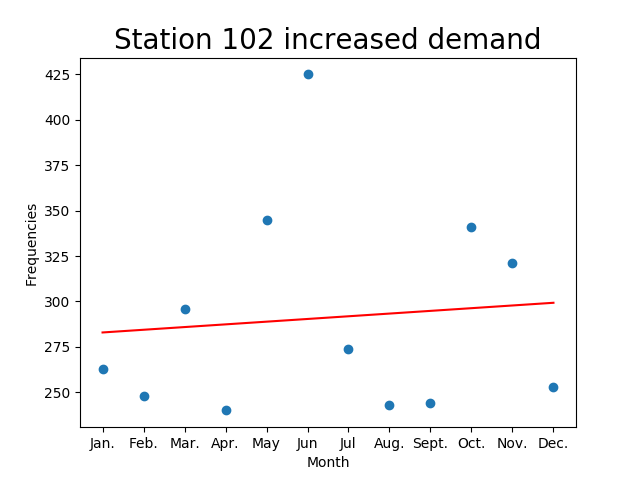 Station 102 increased demand
425
400
375
350
325
300
275
250
Frequencies
Jan. Feb. Mar. Apr. May Jun Jul Aug. Sept. Oct. Nov. Dec.
Month